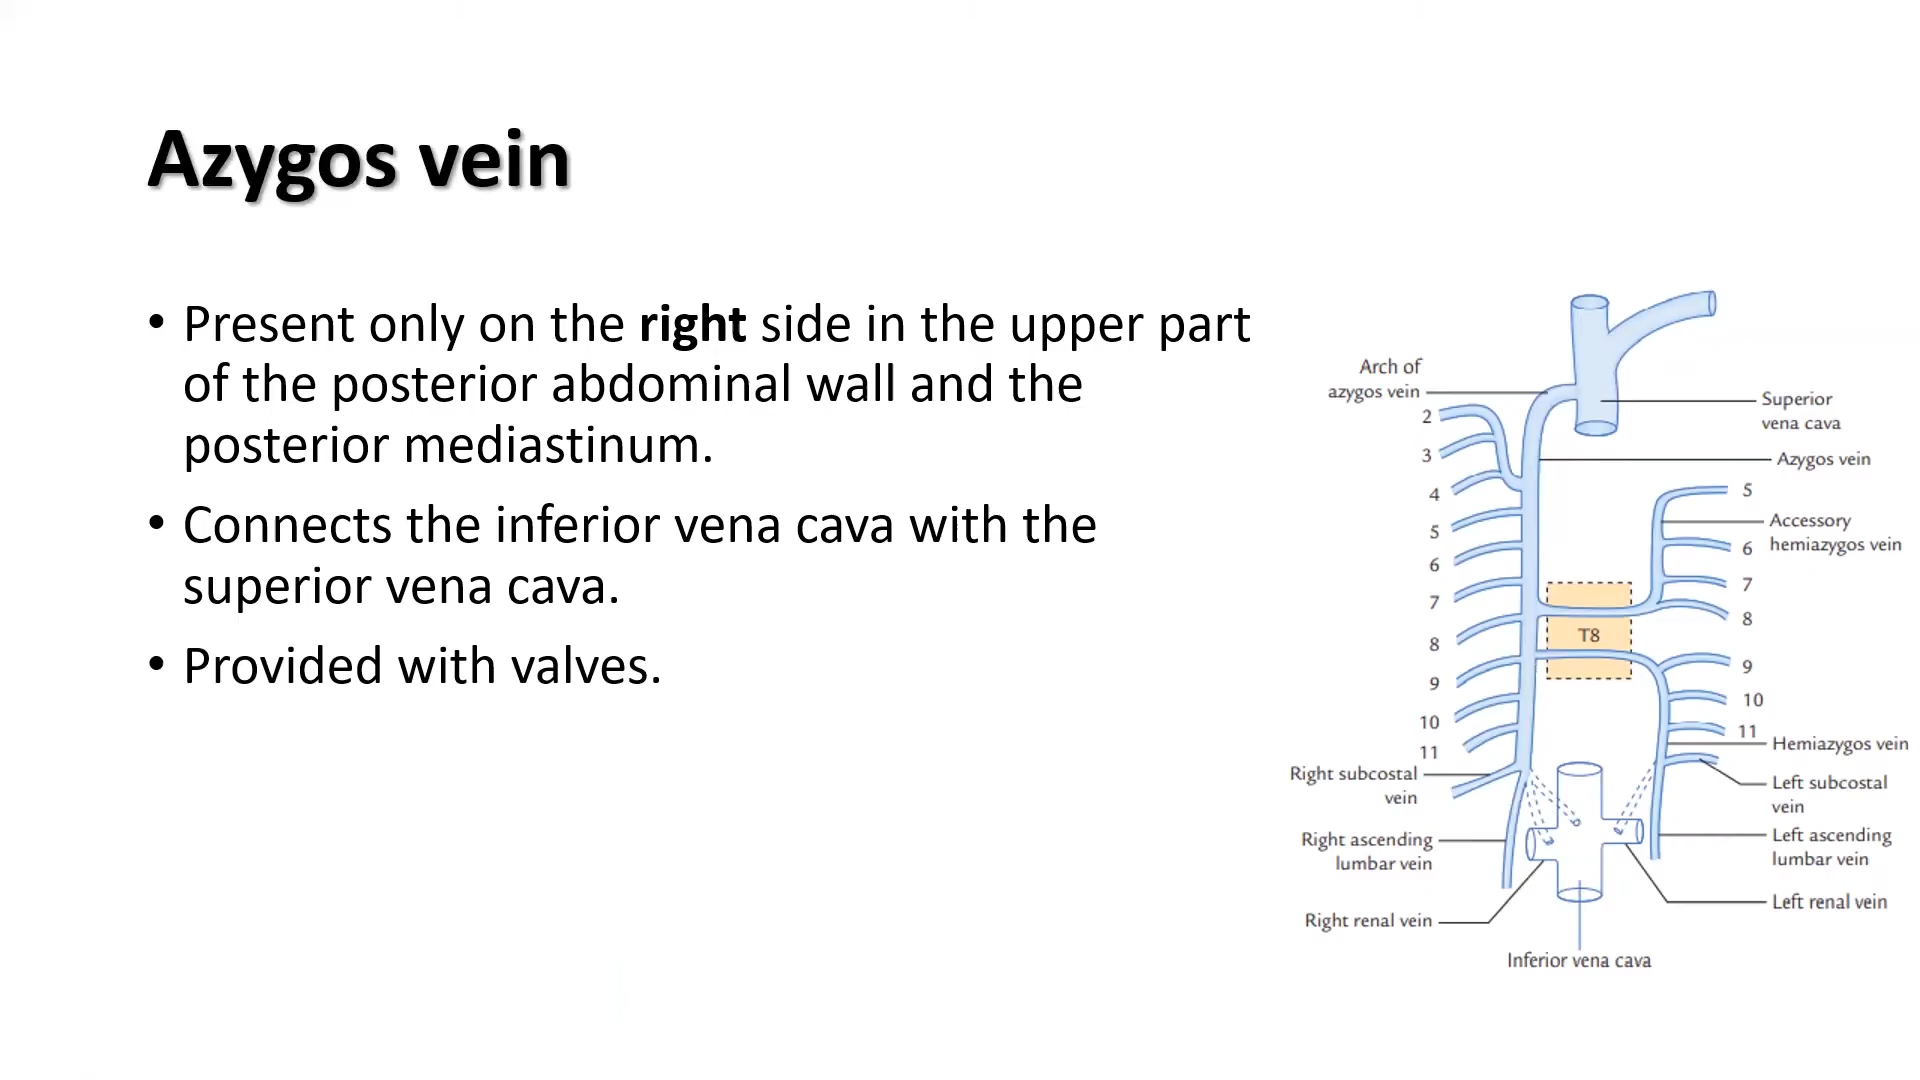 Azygos vein
• Present only on the right side in the upper part
of the posterior abdominal wall and the
posterior mediastinum.
• Connects the inferior vena cava with the
superior vena cava.
• Provided with valves.
Arch of
azygos vein
2
3
4
5
6
7
8
9
10
11
Right subcostal
vein
Right ascending
lumbar vein
Right renal vein
Inferior vena cava
T8
Superior
vena cava
Azygos vein
5
Accessory
hemiazygos vein
6
7
8
9
10
11
Hemiazygos vein
Left subcostal
vein
Left ascending
lumbar vein
Left renal vein